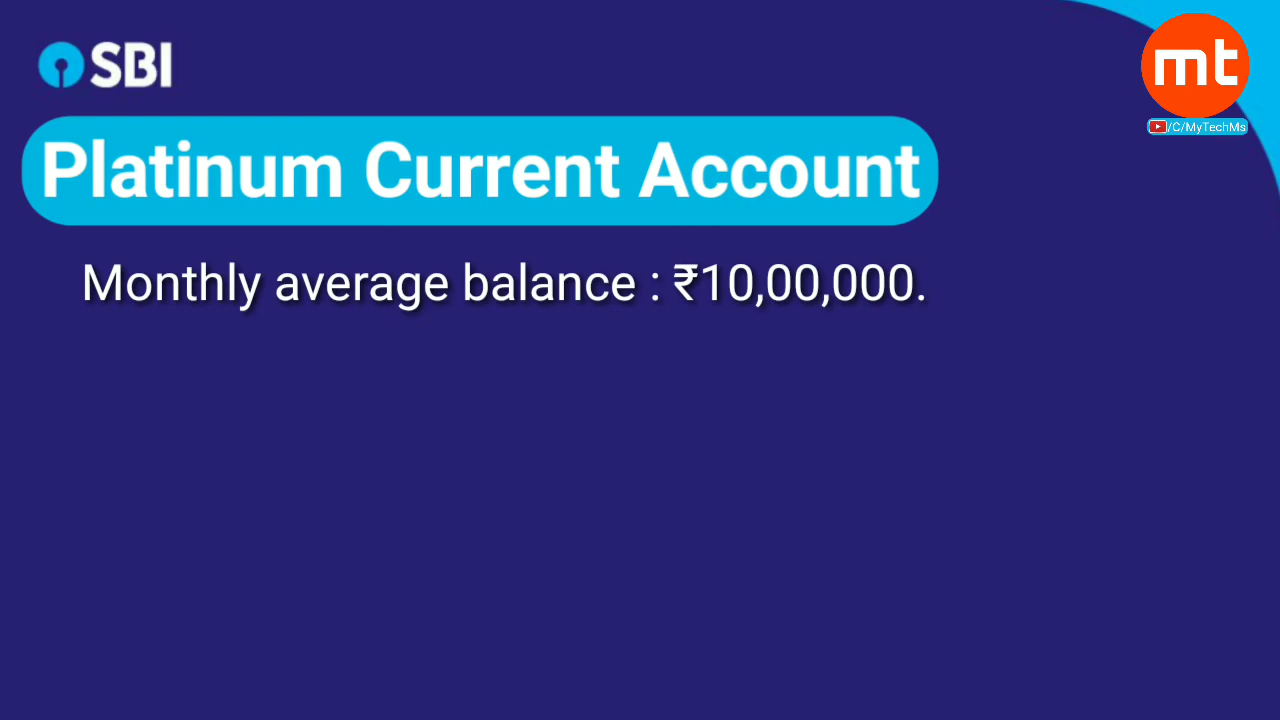 SBI
mt
/C/MyTechMs
Platinum Current Account
Monthly average balance : ₹10,00,000.